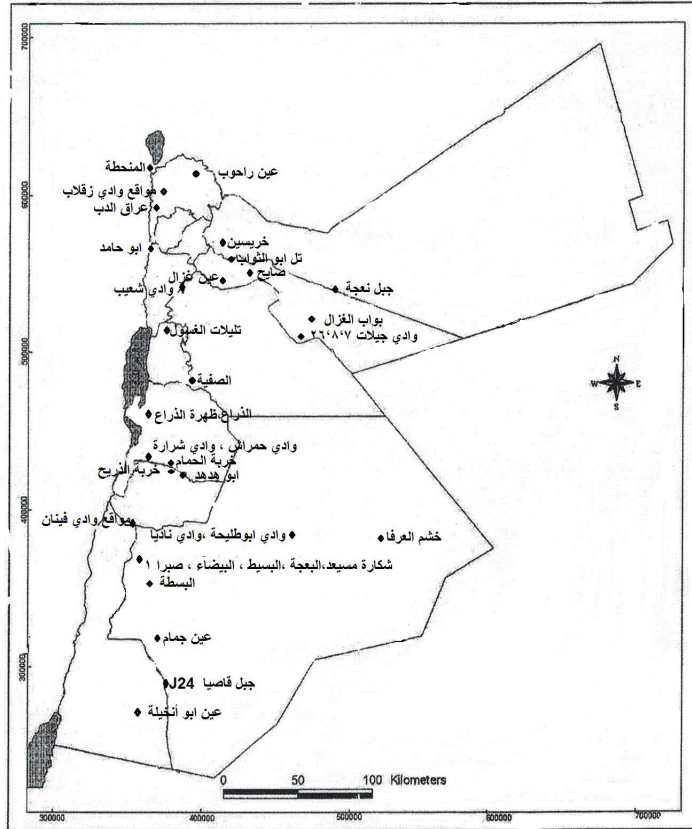 700000
المنحطة
عين راحوب
600000
مواقع وادي زقلاب
عراق الدب
خريسين
ابو حامد
تل ابو الثواب
صايح
عين غزال
وادي شعيب
جبل نعجة
بواب الغزال
وادي جيلات ٢٦،٨،٧
تليلات الغسول
500000
N
W E
S
الصفية
الذراع،ظهرة الذراع
وادي حمراش ، وادي شرارة
خربة الحمام
خربة الذريح
ابو هدهد
400000
مواقع وادي فينان
وادي ابوطليحة ،وادي ناديا
خشم العرفا
شكارة مسيعد،البعجة ،البسيط ، البيضاء ، صبرا ١
البسطة
عين جمام
300000
جبل قاصيا J24
عين ابو أنخيلة
0 50 100 Kilometers
300000 400000 500000 600000 700000